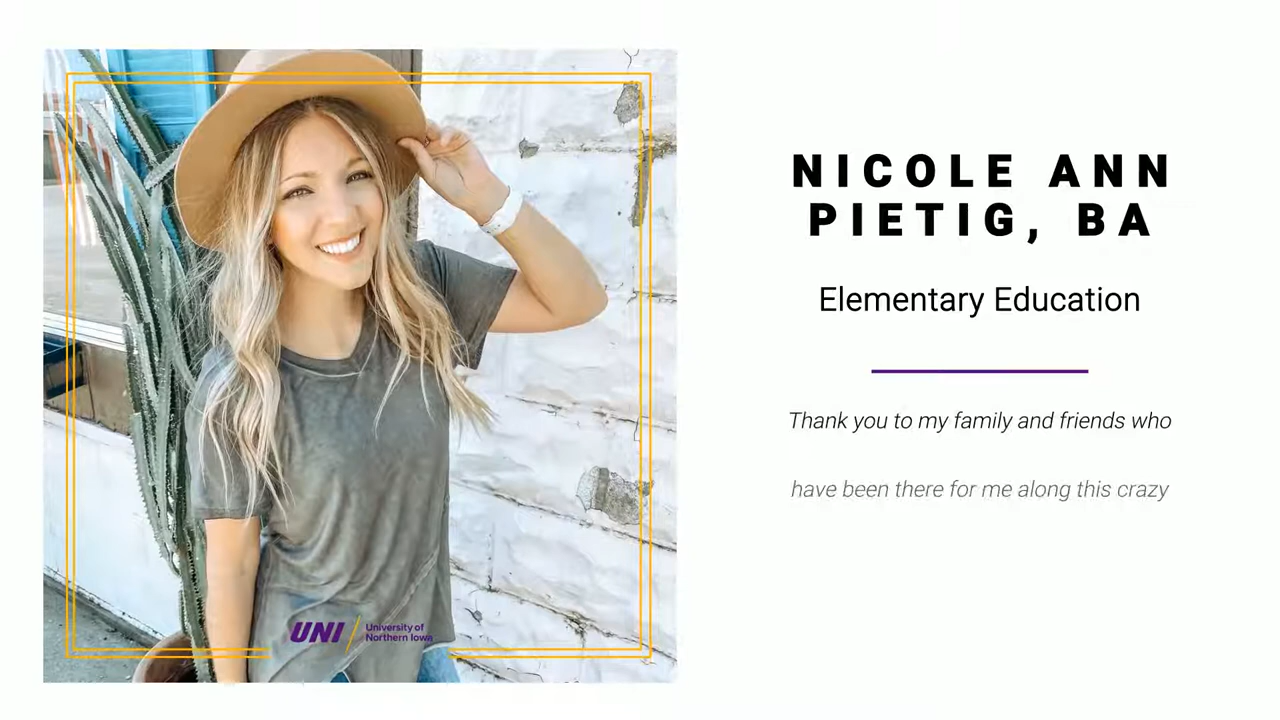 NICOLE ANN
PIETIG, BA
Elementary Education
Thank you to my family and friends who
have been there for me along this crazy
UNI
University of
Northern Iowa